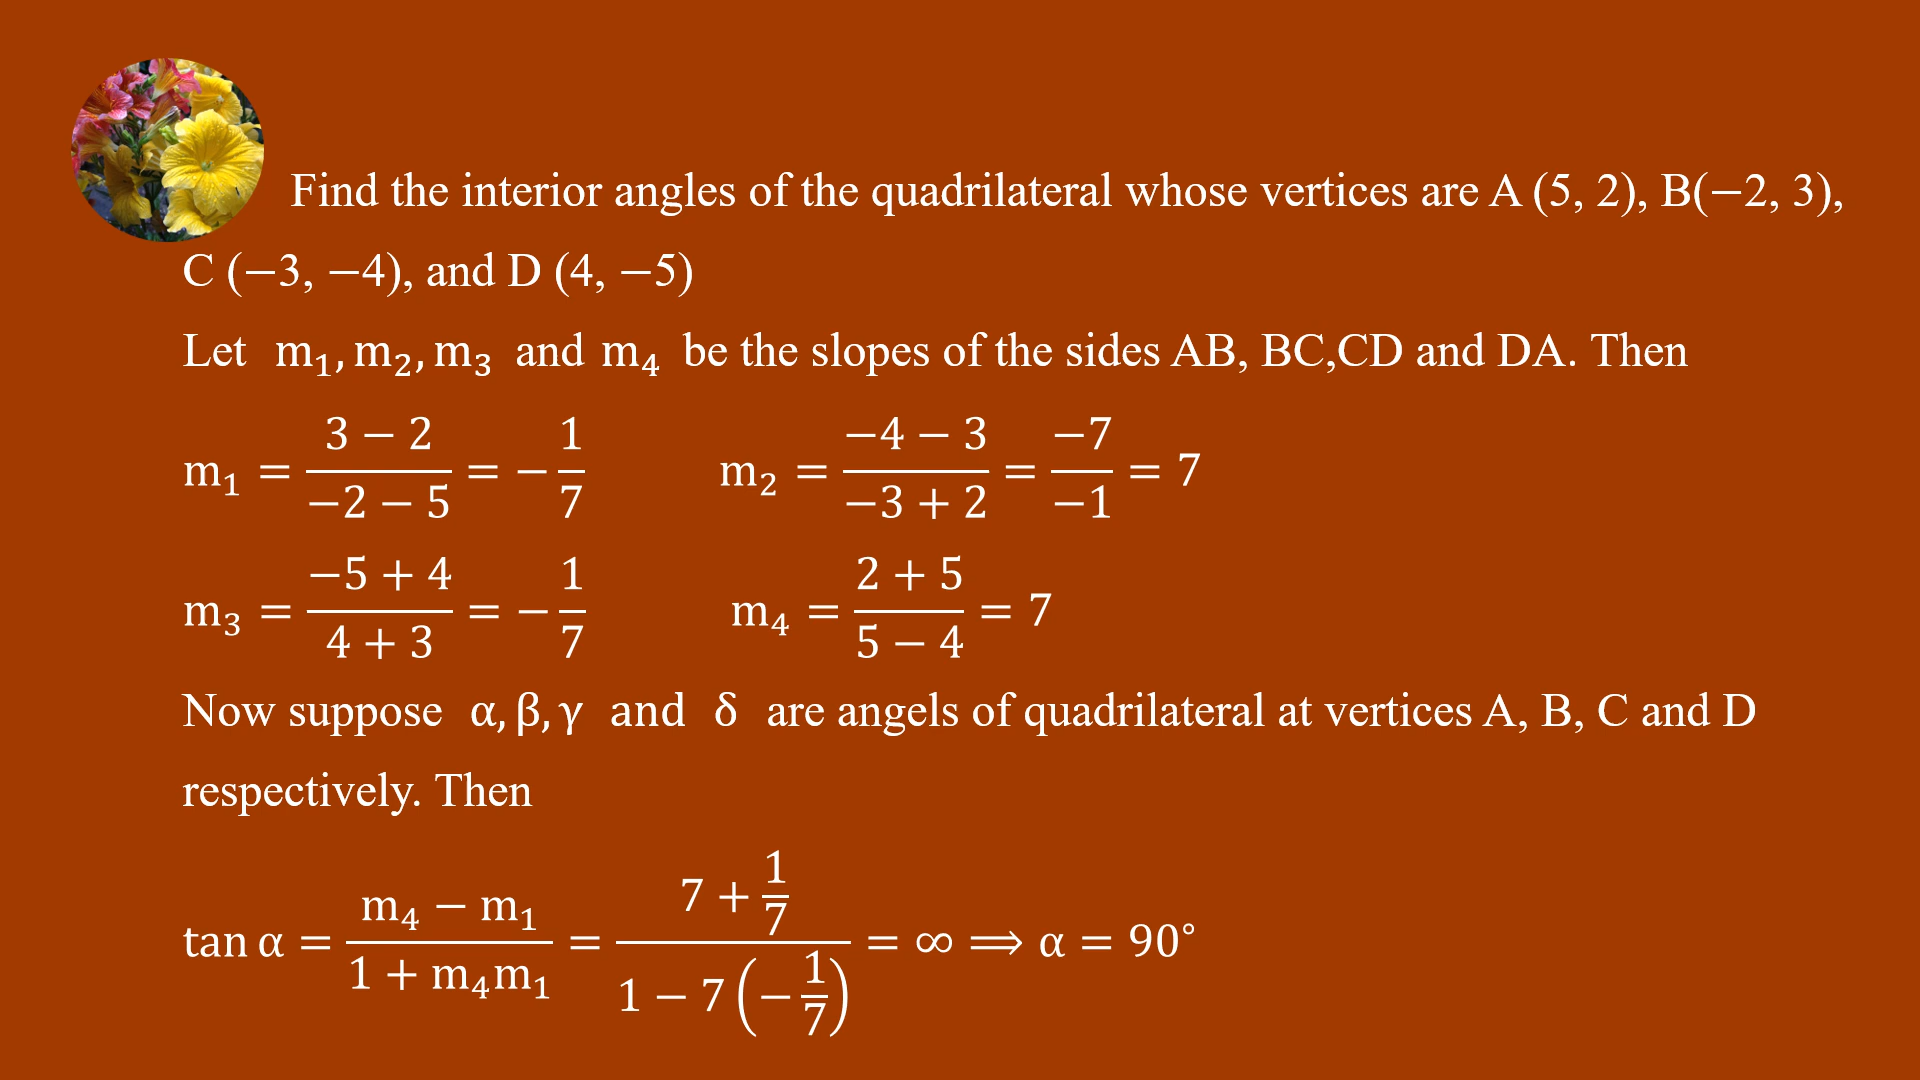 Find the interior angles of the quadrilateral whose vertices are A (5, 2), B(−2, 3),
C (−3, −4), and D (4, −5)
Let m₁, m₂, m₃ and m₄ be the slopes of the sides AB, BC,CD and DA. Then
m₁ = (3 − 2)/(−2 − 5) = −1/7 m₂ = (−4 − 3)/(−3 + 2) = (−7)/(−1) = 7
m₃ = (−5 + 4)/(4 + 3) = −1/7 m₄ = (2 + 5)/(5 − 4) = 7
Now suppose α, β, γ and δ are angels of quadrilateral at vertices A, B, C and D
respectively. Then
tan α = (m₄ − m₁)/(1 + m₄m₁) = (7 + 1/7)/(1 − 7(−1/7)) = ∞ ⟹ α = 90°